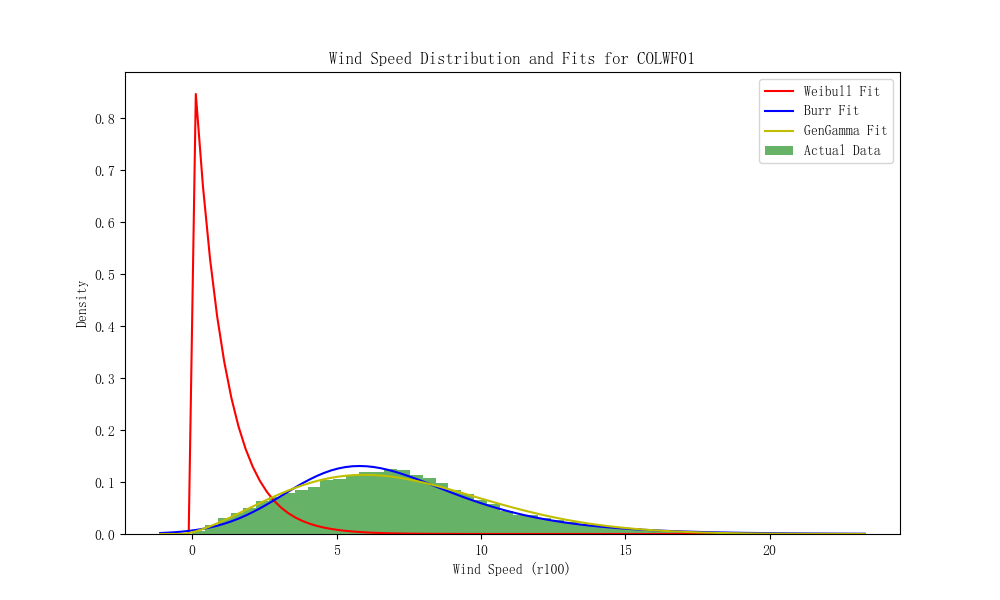 Wind Speed Distribution and Fits for COLWF01
Weibull Fit
Burr Fit
GenGamma Fit
Actual Data
Density
0.8
0.7
0.6
0.5
0.4
0.3
0.2
0.1
0.0
0 5 10 15 20
Wind Speed (r100)